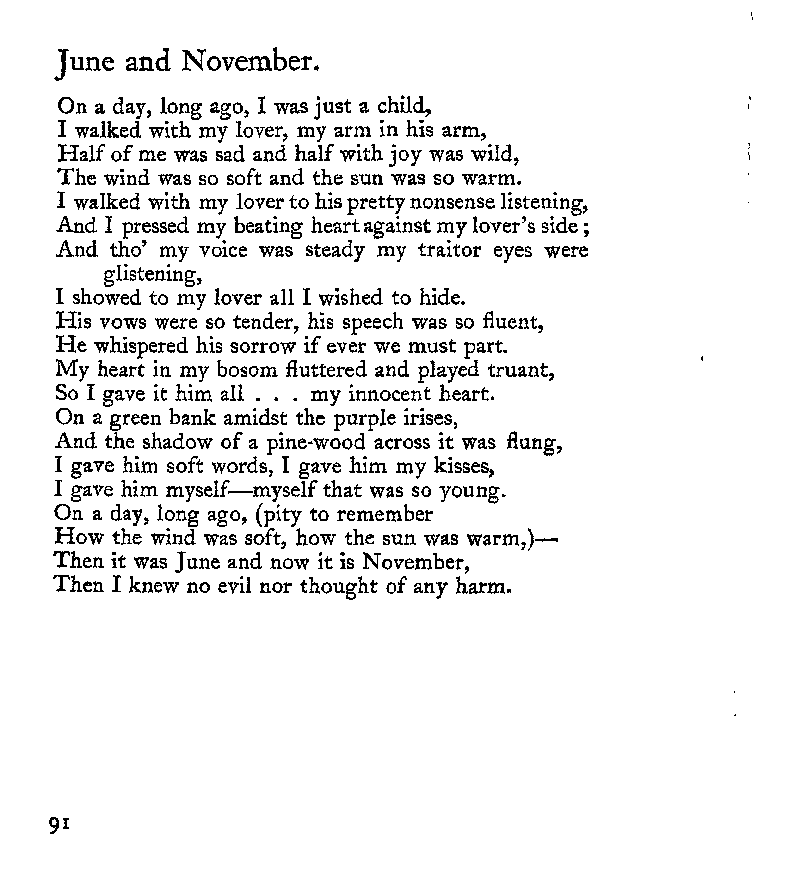 June and November.
On a day, long ago, I was just a child,
I walked with my lover, my arm in his arm,
Half of me was sad and half with joy was wild,
The wind was so soft and the sun was so warm.
I walked with my lover to his pretty nonsense listening,
And I pressed my beating heart against my lover's side;
And tho' my voice was steady my traitor eyes were
glistening,
I showed to my lover all I wished to hide.
His vows were so tender, his speech was so fluent,
He whispered his sorrow if ever we must part.
My heart in my bosom fluttered and played truant,
So I gave it him all . . . my innocent heart.
On a green bank amidst the purple irises,
And the shadow of a pine-wood across it was flung,
I gave him soft words, I gave him my kisses,
I gave him myself—myself that was so young.
On a day, long ago, (pity to remember
How the wind was soft, how the sun was warm,)—
Then it was June and now it is November,
Then I knew no evil nor thought of any harm.
91